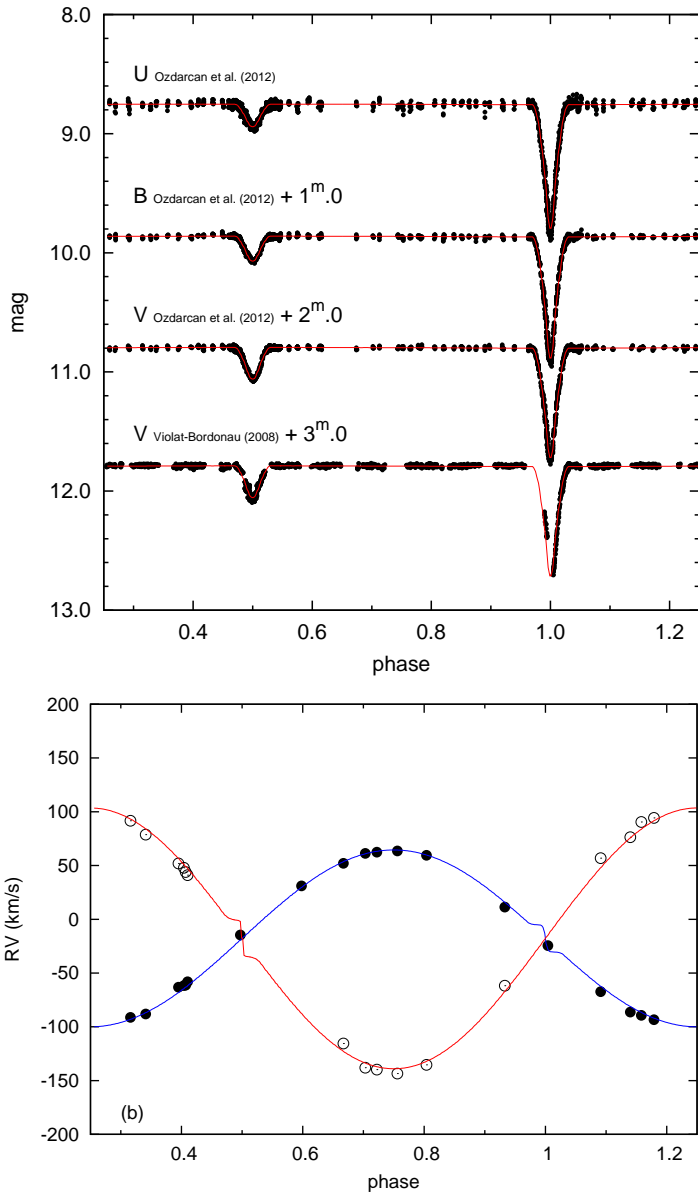 8.0
U Ozdarcan et al. (2012)
9.0
B Ozdarcan et al. (2012) + 1m.0
10.0
mag
V Ozdarcan et al. (2012) + 2m.0
11.0
V Violat-Bordonau (2008) + 3m.0
12.0
13.0
0.4 0.6 0.8 1.0 1.2
phase
200
150
100
50
0
RV (km/s)
-50
-100
-150
(b)
-200
0.4 0.6 0.8 1 1.2
phase